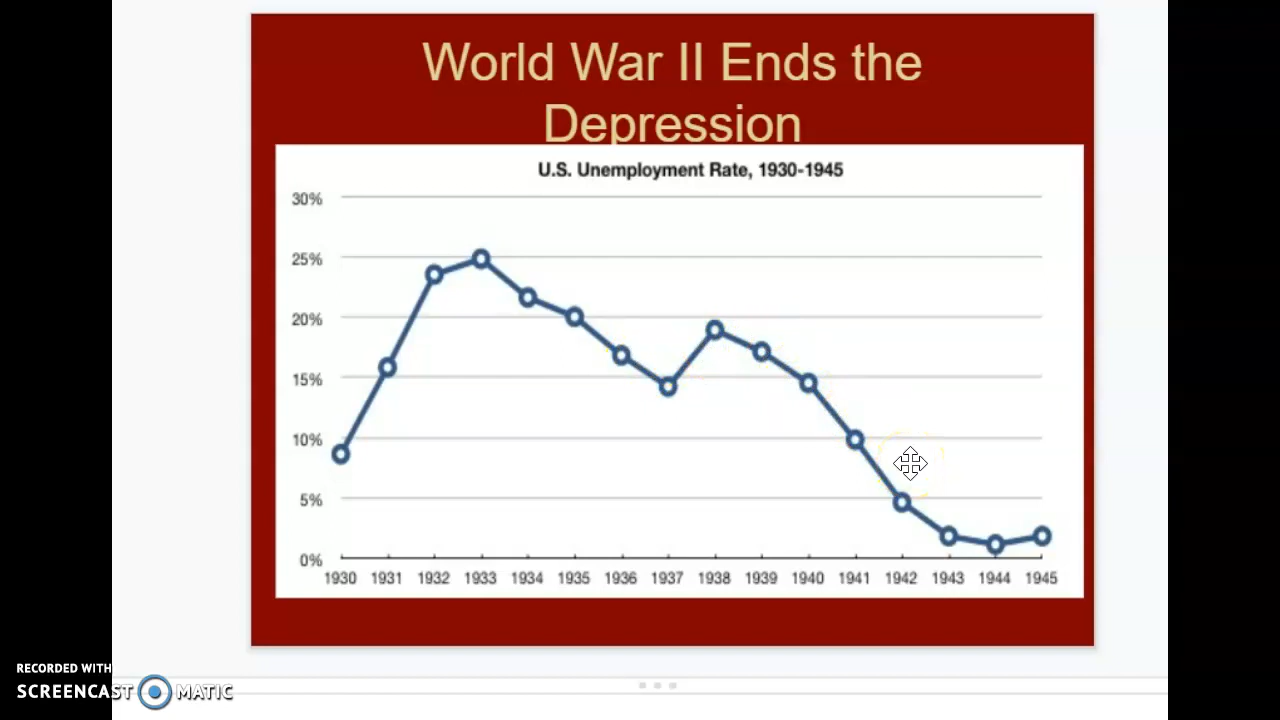 World War II Ends the
Depression
U.S. Unemployment Rate, 1930-1945
30%
25%
20%
15%
10%
5%
0%
1930 1931 1932 1933 1934 1935 1936 1937 1938 1939 1940 1941 1942 1943 1944 1945
RECORDED WITH
SCREENCAST MATIC